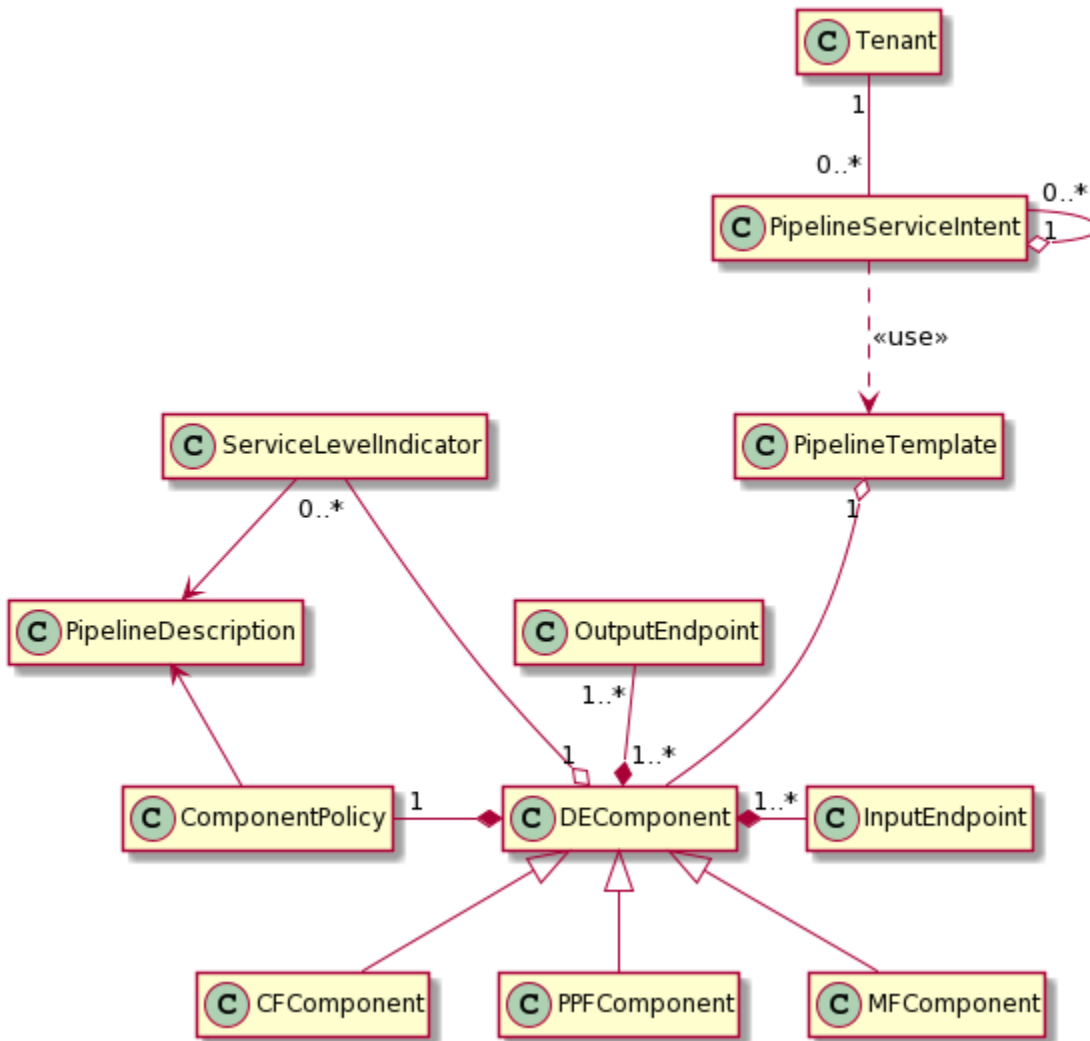 C Tenant
1
0..*
0..*
C PipelineServiceIntent
1
«use»
C ServiceLevelIndicator
C PipelineTemplate
0..*
1
C PipelineDescription
C OutputEndpoint
1..*
1
1..*
C ComponentPolicy
1
C DEComponent
1..*
C InputEndpoint
C CFComponent
C PPFComponent
C MFComponent